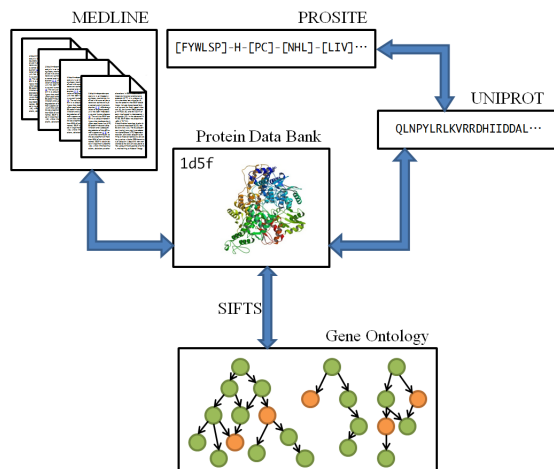 MEDLINE
PROSITE
[FYWLSP]-H-[PC]-[NHL]-[LIV]⋯
UNIPROT
QLNPYLRLKVRRDHIIDDAL⋯
Protein Data Bank
1d5f
SIFTS
Gene Ontology